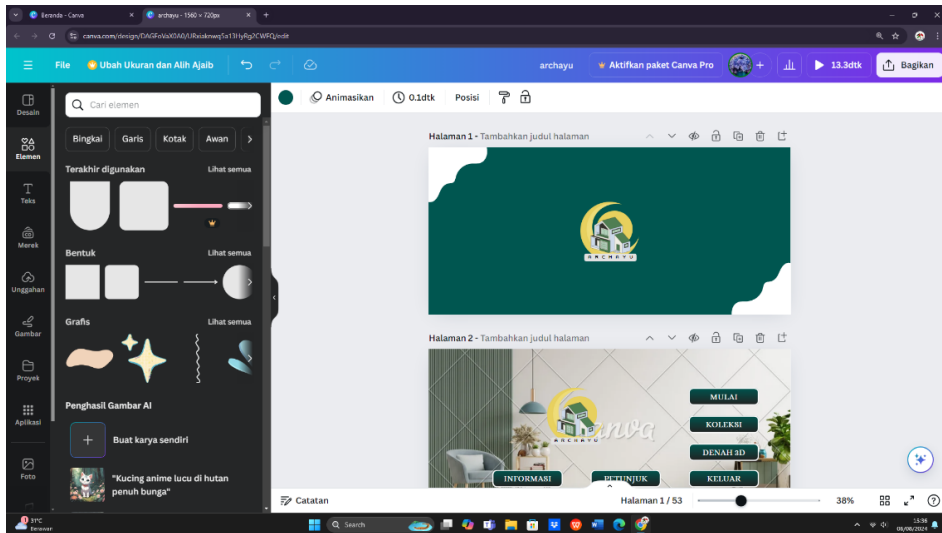 Beranda - Canva
archayu - 1560 × 720px
canva.com/design/DAGFoVaX0A0/URxiaknwq5a13HyRg2CWFQ/edit
File
Ubah Ukuran dan Alih Ajaib
archayu
Aktifkan paket Canva Pro
13.3dtk
Bagikan
Desain
Elemen
Teks
Merek
Unggahan
Gambar
Proyek
Aplikasi
Foto
Cari elemen
Bingkai
Garis
Kotak
Awan
Terakhir digunakan
Lihat semua
Bentuk
Lihat semua
Grafis
Lihat semua
Penghasil Gambar AI
Buat karya sendiri
"Kucing anime lucu di hutan
penuh bunga"
Animasikan
0.1dtk
Posisi
Halaman 1 - Tambahkan judul halaman
ARCHAYU
Halaman 2 - Tambahkan judul halaman
ARCHAYU
Canva
MULAI
KOLEKSI
DENAH 3D
INFORMASI
PETUNJUK
KELUAR
Catatan
Halaman 1 / 53
38%
31°C
Berawan
Search
15:36
06/08/2024